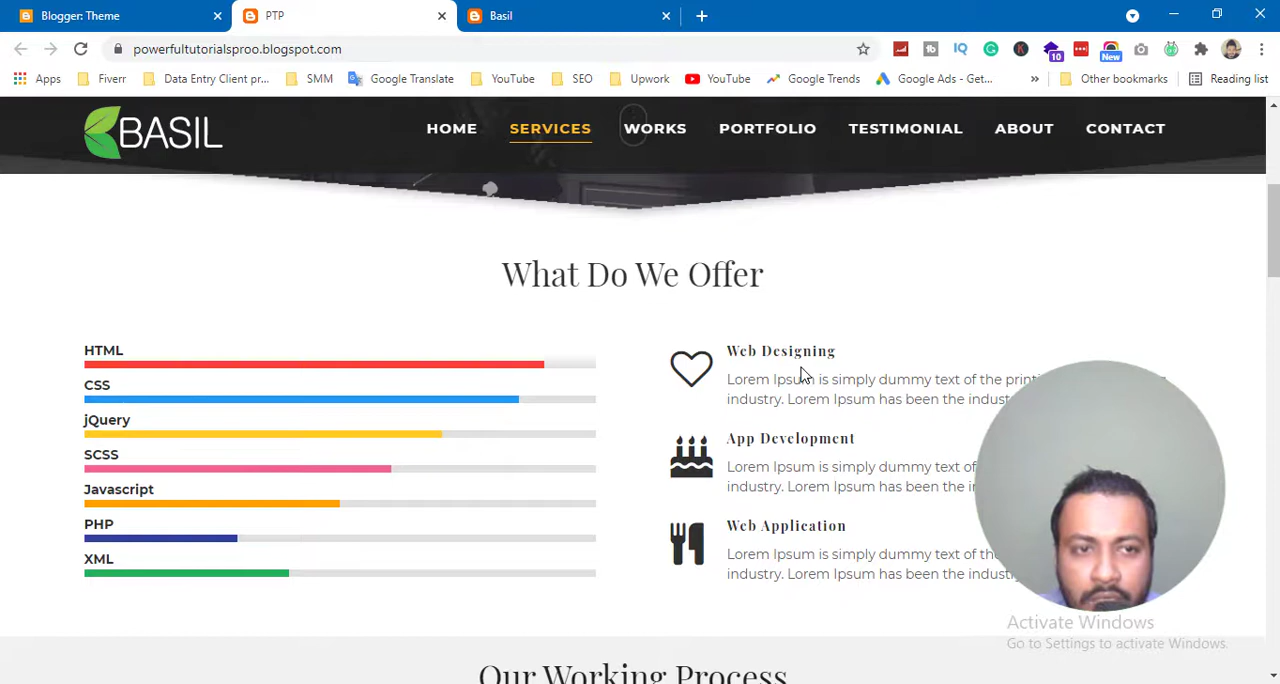 Blogger: Theme
PTP
Basil
powerfultutorialsproo.blogspot.com
IQ
K
10
New
Apps
Fiverr
Data Entry Client pr...
SMM
Google Translate
YouTube
SEO
Upwork
YouTube
Google Trends
Google Ads - Get...
»
Other bookmarks
Reading list
BASIL
HOME
SERVICES
WORKS
PORTFOLIO
TESTIMONIAL
ABOUT
CONTACT
What Do We Offer
HTML
CSS
jQuery
SCSS
Javascript
PHP
XML
Web Designing
Lorem Ipsum is simply dummy text of the
industry. Lorem Ipsum has been the
App Development
Lorem Ipsum is simply dummy text of
industry. Lorem Ipsum has been the
Web Application
Lorem Ipsum is simply dummy text of
industry. Lorem Ipsum has been the
Activate Windows
Go to Settings to activate Windows.
Our Working Process